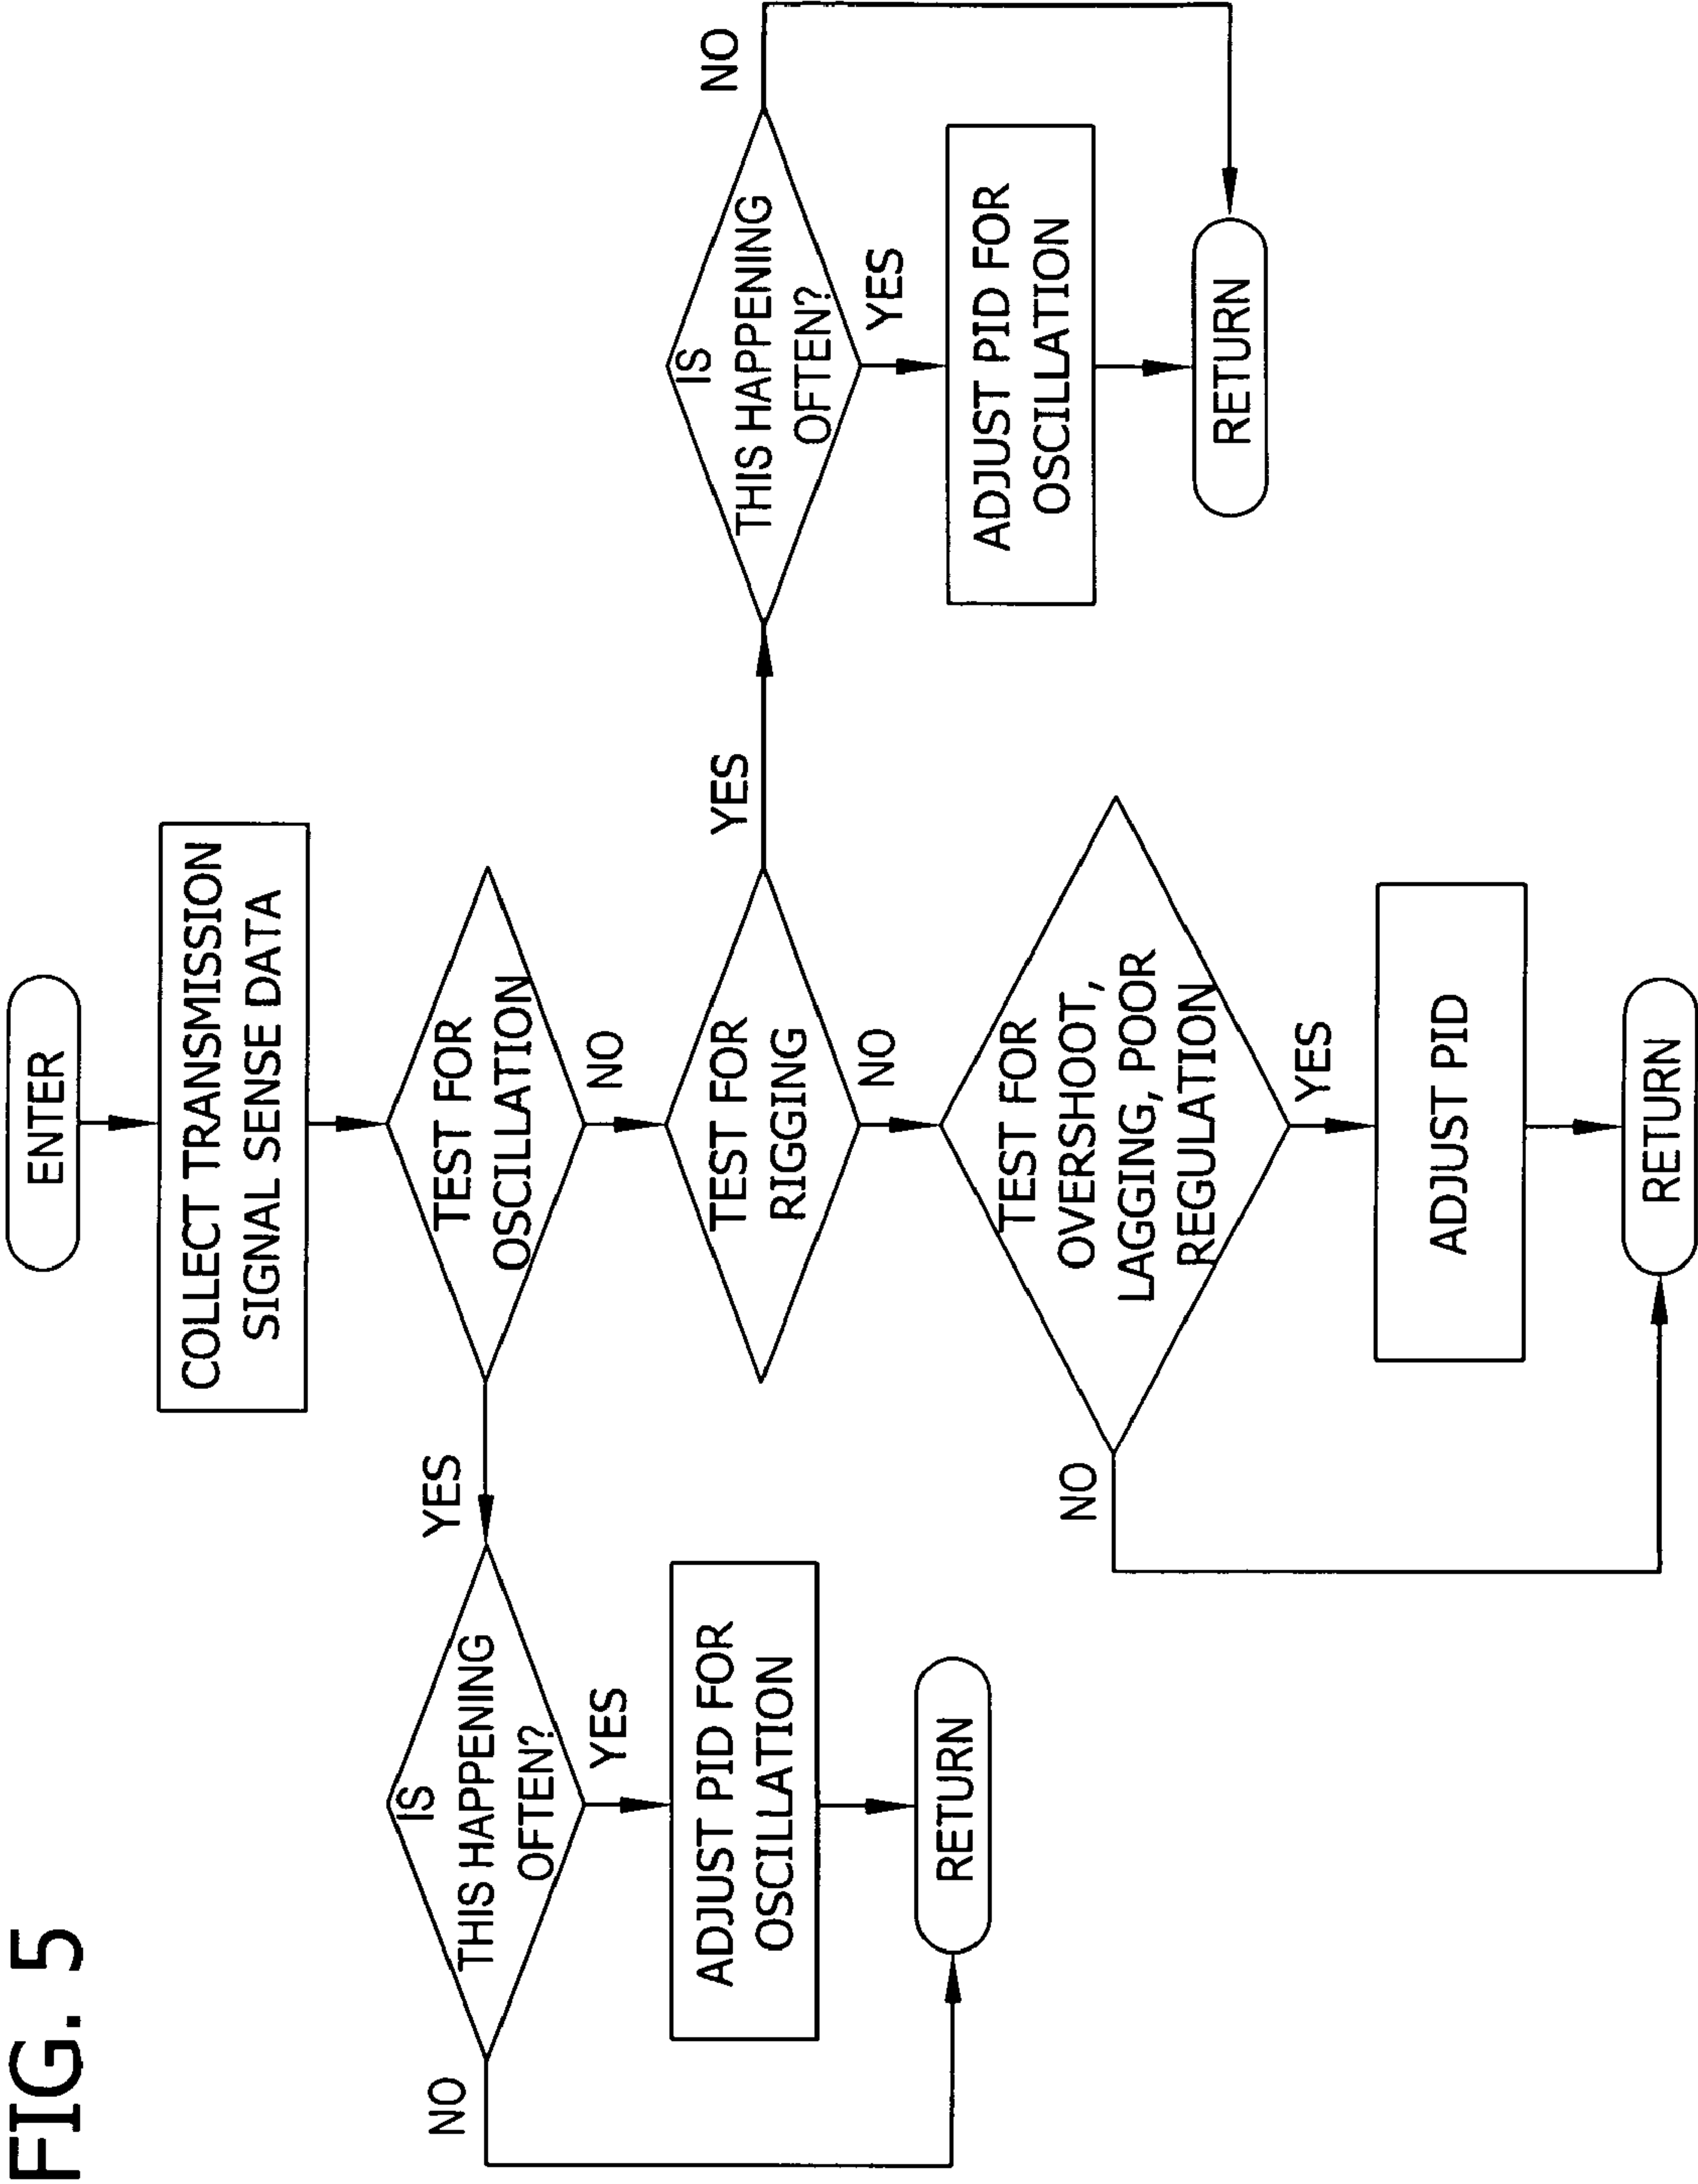 FIG. 5
ENTER
COLLECT TRANSMISSION
SIGNAL SENSE DATA
TEST FOR
OSCILLATION
YES
NO
IS
THIS HAPPENING
OFTEN?
NO
YES
ADJUST PID FOR
OSCILLATION
RETURN
TEST FOR
RIGGING
YES
NO
IS
THIS HAPPENING
OFTEN?
NO
YES
ADJUST PID FOR
OSCILLATION
RETURN
TEST FOR
OVERSHOOT,
LAGGING, POOR
REGULATION
NO
YES
ADJUST PID
RETURN